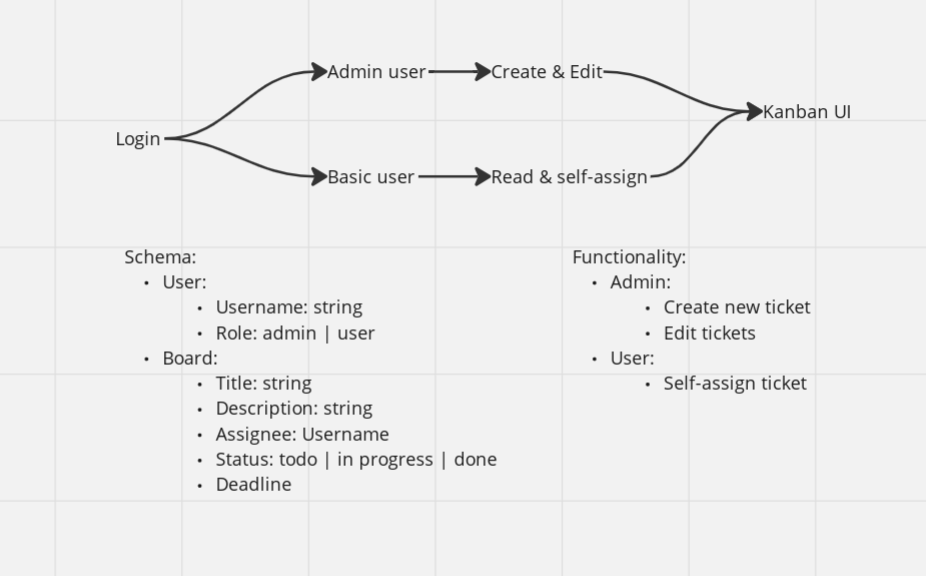 Admin user
Create & Edit
Kanban UI
Login
Basic user
Read & self-assign
Schema:
• User:
• Username: string
• Role: admin | user
• Board:
• Title: string
• Description: string
• Assignee: Username
• Status: todo | in progress | done
• Deadline
Functionality:
• Admin:
• Create new ticket
• Edit tickets
• User:
• Self-assign ticket